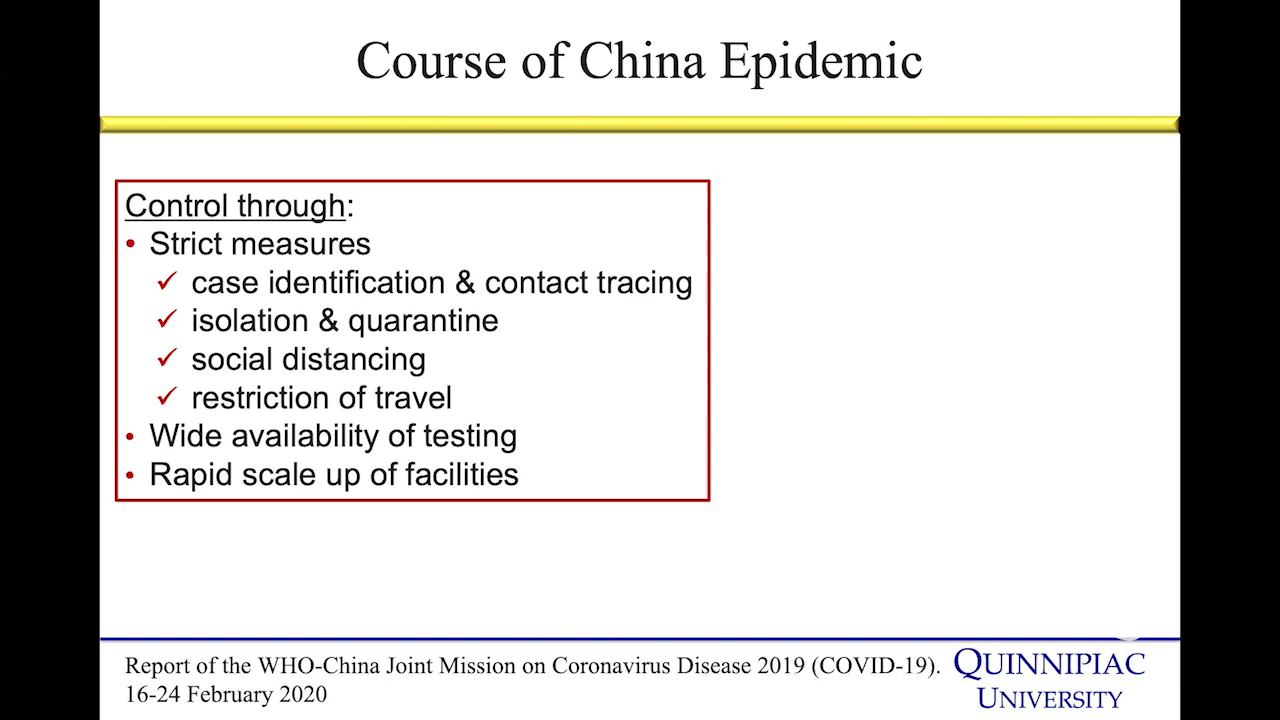 Course of China Epidemic
Control through:
• Strict measures
✓ case identification & contact tracing
✓ isolation & quarantine
✓ social distancing
✓ restriction of travel
• Wide availability of testing
• Rapid scale up of facilities
Report of the WHO-China Joint Mission on Coronavirus Disease 2019 (COVID-19).
16-24 February 2020
QUINNIPIAC
UNIVERSITY